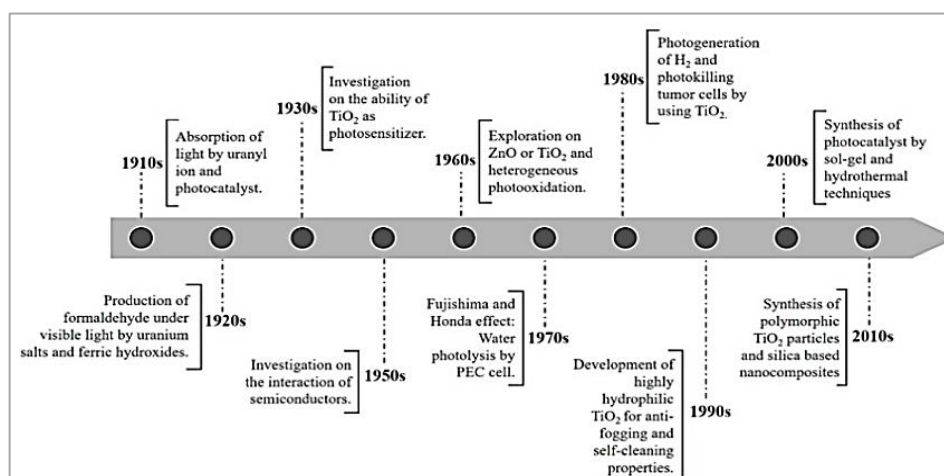 1910s
Absorption of
light by uranyl
ion and
photocatalyst.
1930s
Investigation
on the ability of
TiO₂ as
photosensitizer.
1960s
Exploration on
ZnO or TiO₂ and
heterogeneous
photooxidation.
1980s
Photogeneration
of H₂ and
photokilling
tumor cells by
using TiO₂.
2000s
Synthesis of
photocatalyst by
sol-gel and
hydrothermal
techniques
Production of
formaldehyde under
visible light by uranium
salts and ferric hydroxides.
1920s
Investigation on
the interaction of
semiconductors.
1950s
Fujishima and
Honda effect:
Water
photolysis by
PEC cell.
1970s
Development of
highly
hydrophilic
TiO₂ for anti-
fogging and
self-cleaning
properties.
1990s
Synthesis of
polymorphic
TiO₂ particles
and silica based
nanocomposites
2010s